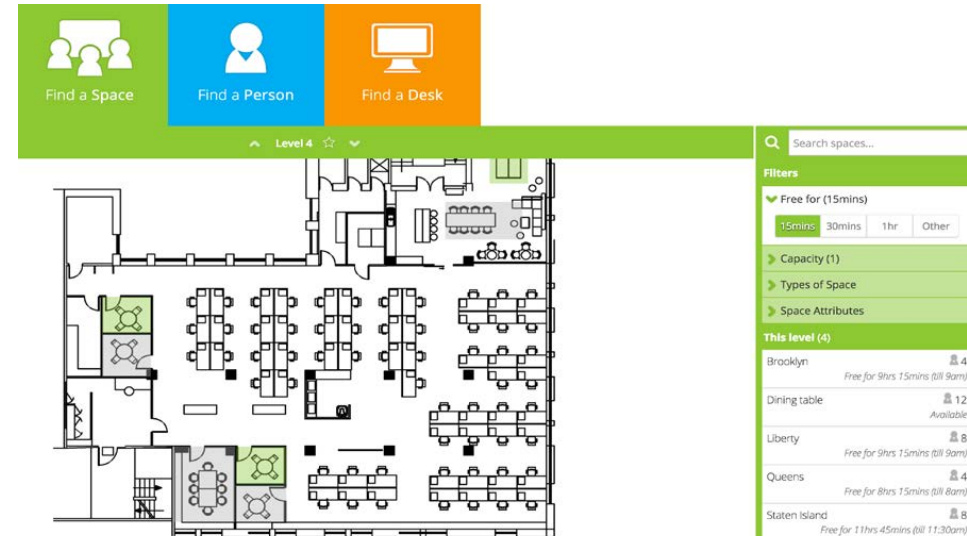 Find a Space
Find a Person
Find a Desk
Level 4
Search spaces...
Filters
Free for (15mins)
15mins 30mins 1hr Other
Capacity (1)
Types of Space
Space Attributes
This level (4)
Brooklyn 4
Free for 9hrs 15mins (till 9am)
Dining table 12
Available
Liberty 8
Free for 9hrs 15mins (till 9am)
Queens 4
Free for 8hrs 15mins (till 8am)
Staten Island 8
Free for 11hrs 45mins (till 11:30am)